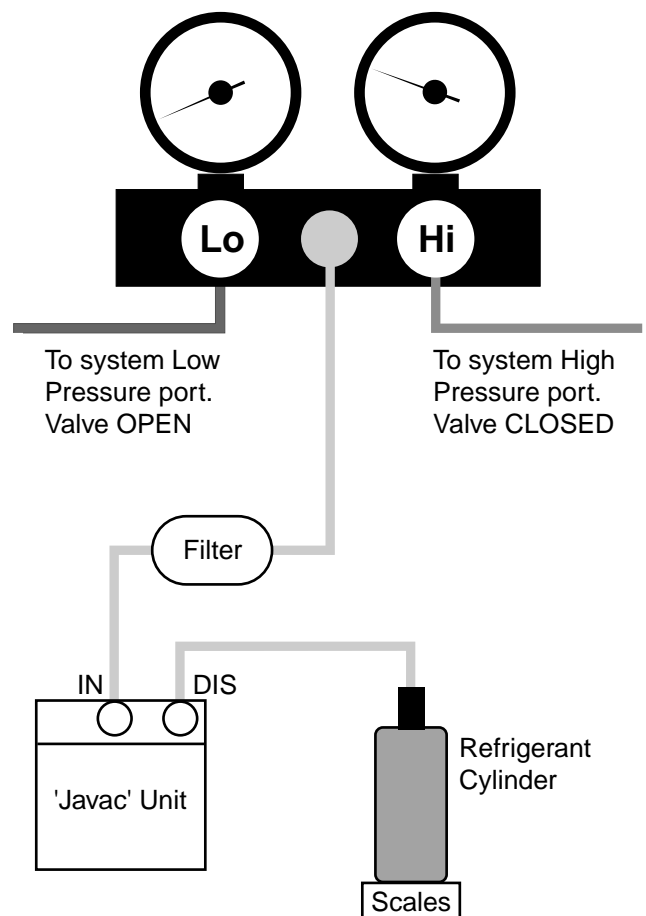 Lo
Hi
To system Low
Pressure port.
Valve OPEN
To system High
Pressure port.
Valve CLOSED
Filter
IN
DIS
'Javac' Unit
Refrigerant
Cylinder
Scales